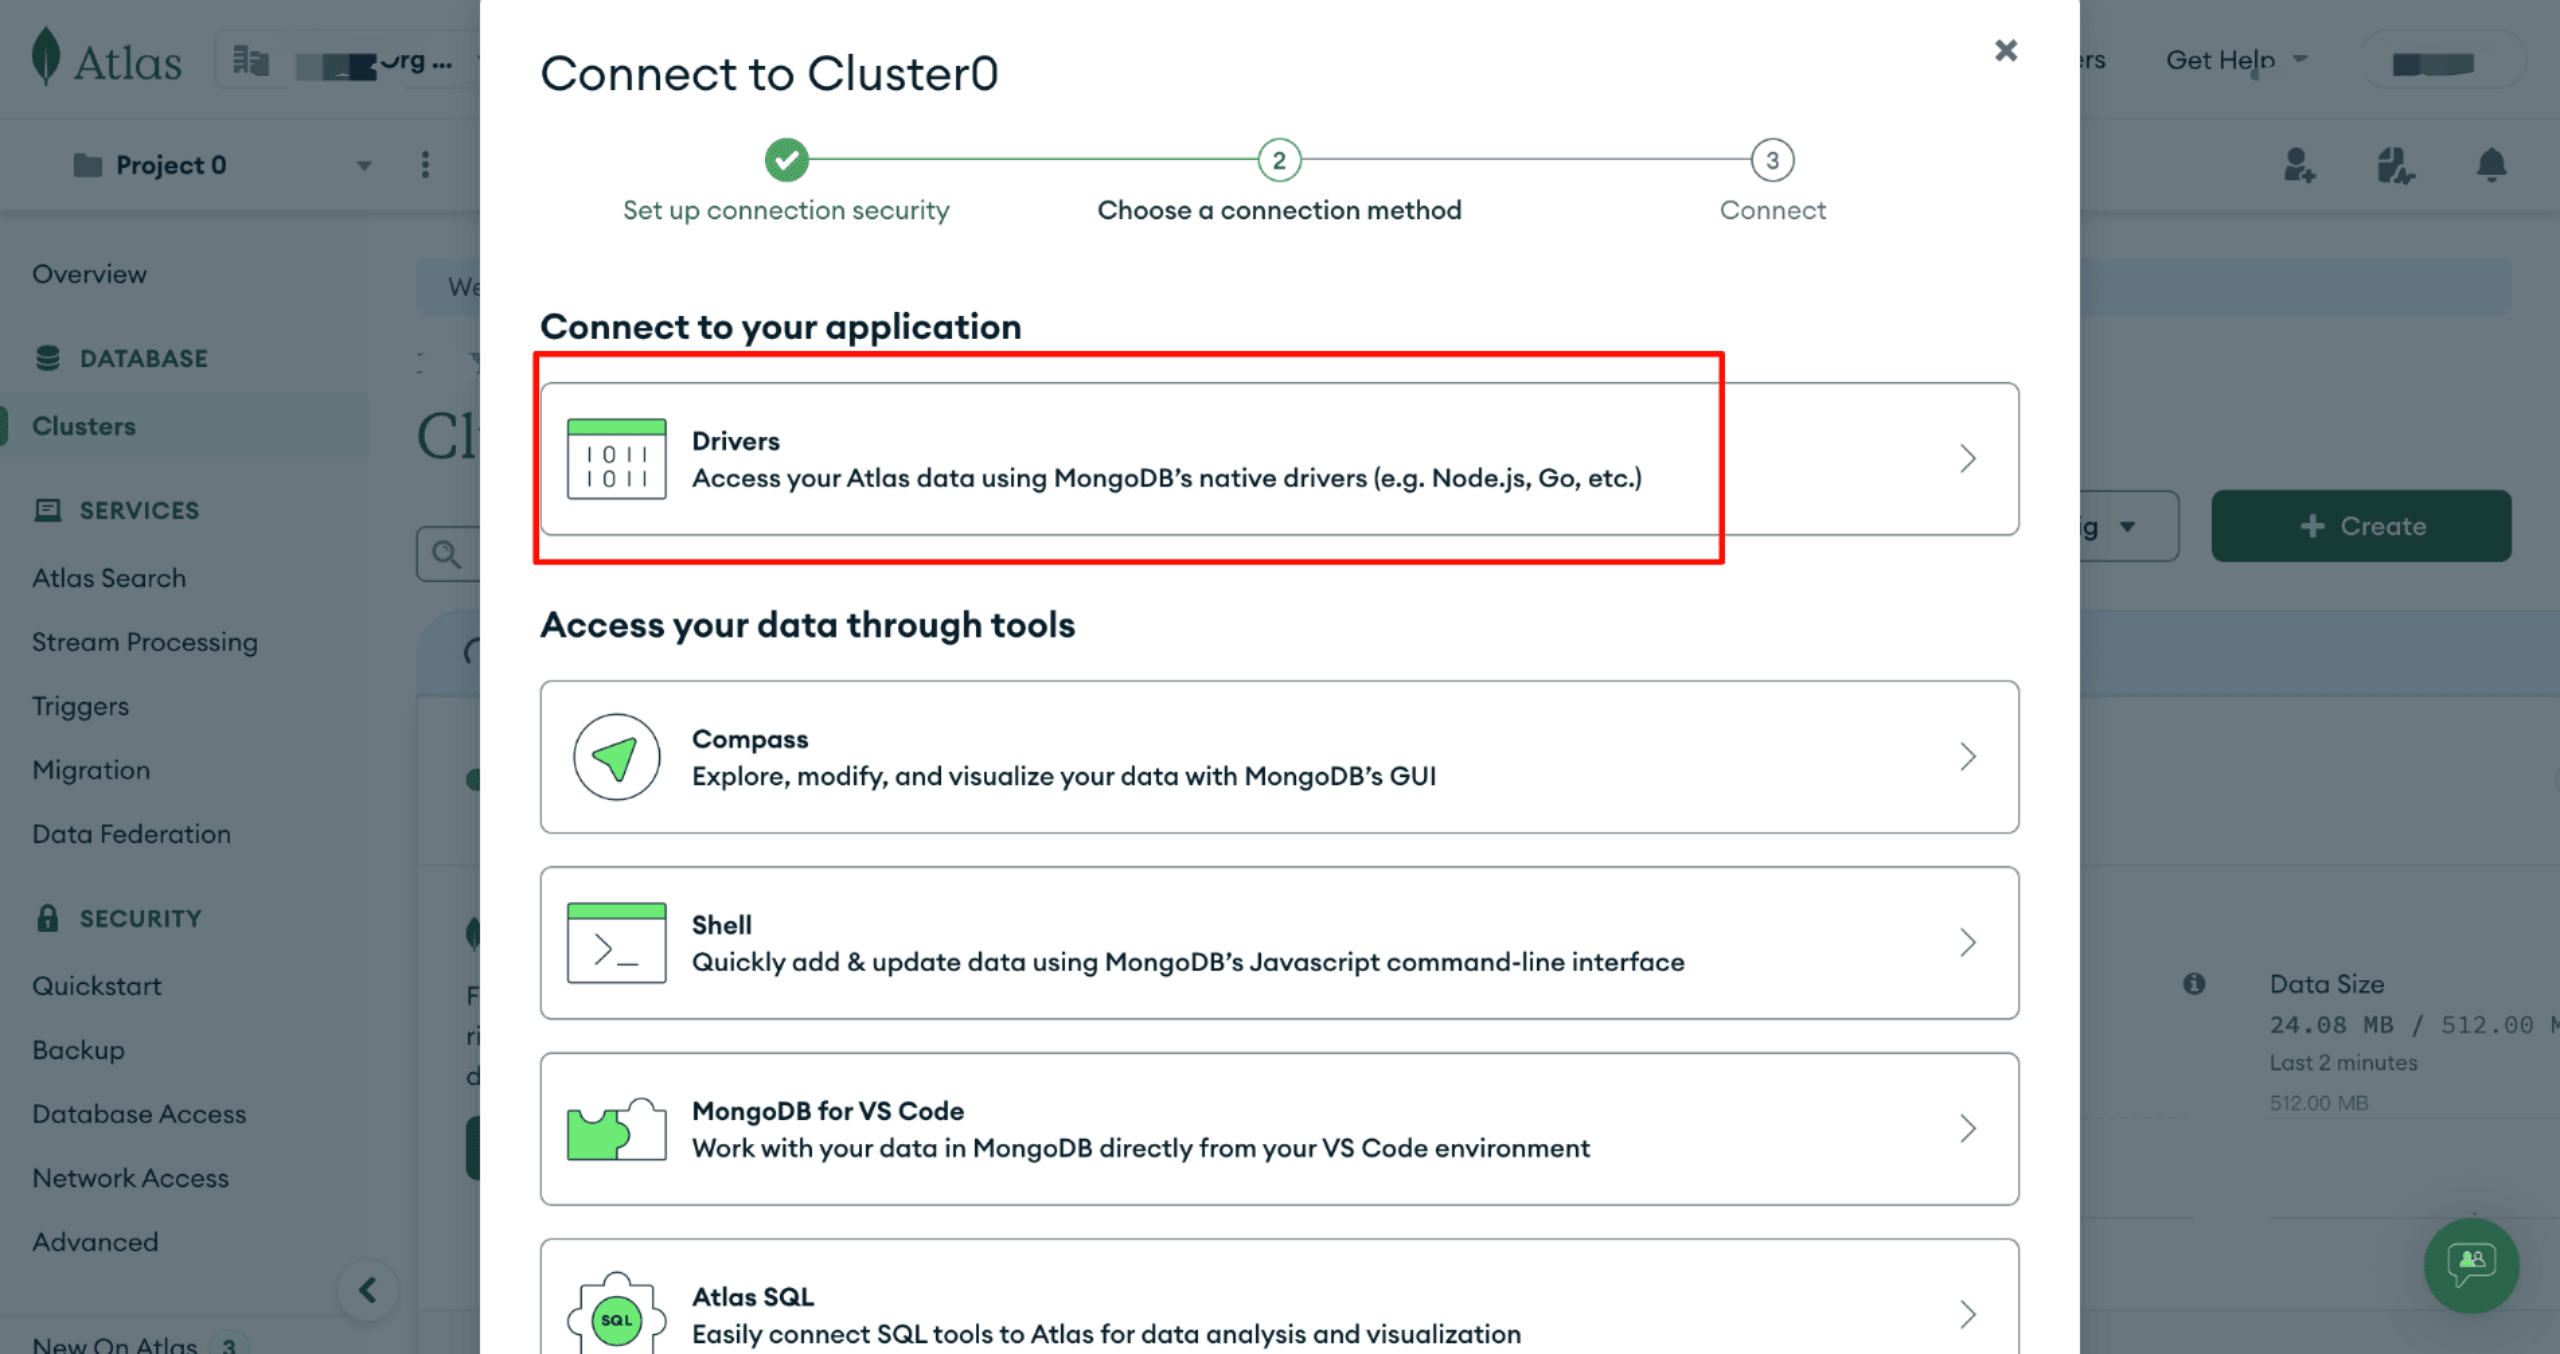 Atlas
rg ...
Get Help
Project 0
Overview
DATABASE
Clusters
SERVICES
Atlas Search
Stream Processing
Triggers
Migration
Data Federation
SECURITY
Quickstart
Backup
Database Access
Network Access
Advanced
New On Atlas 3
Connect to Cluster0
2
3
Set up connection security
Choose a connection method
Connect
Connect to your application
1011
1011
Drivers
Access your Atlas data using MongoDB’s native drivers (e.g. Node.js, Go, etc.)
Access your data through tools
Compass
Explore, modify, and visualize your data with MongoDB’s GUI
Shell
Quickly add & update data using MongoDB’s Javascript command-line interface
MongoDB for VS Code
Work with your data in MongoDB directly from your VS Code environment
SQL
Atlas SQL
Easily connect SQL tools to Atlas for data analysis and visualization
+ Create
Data Size
24.08 MB / 512.00
Last 2 minutes
512.00 MB